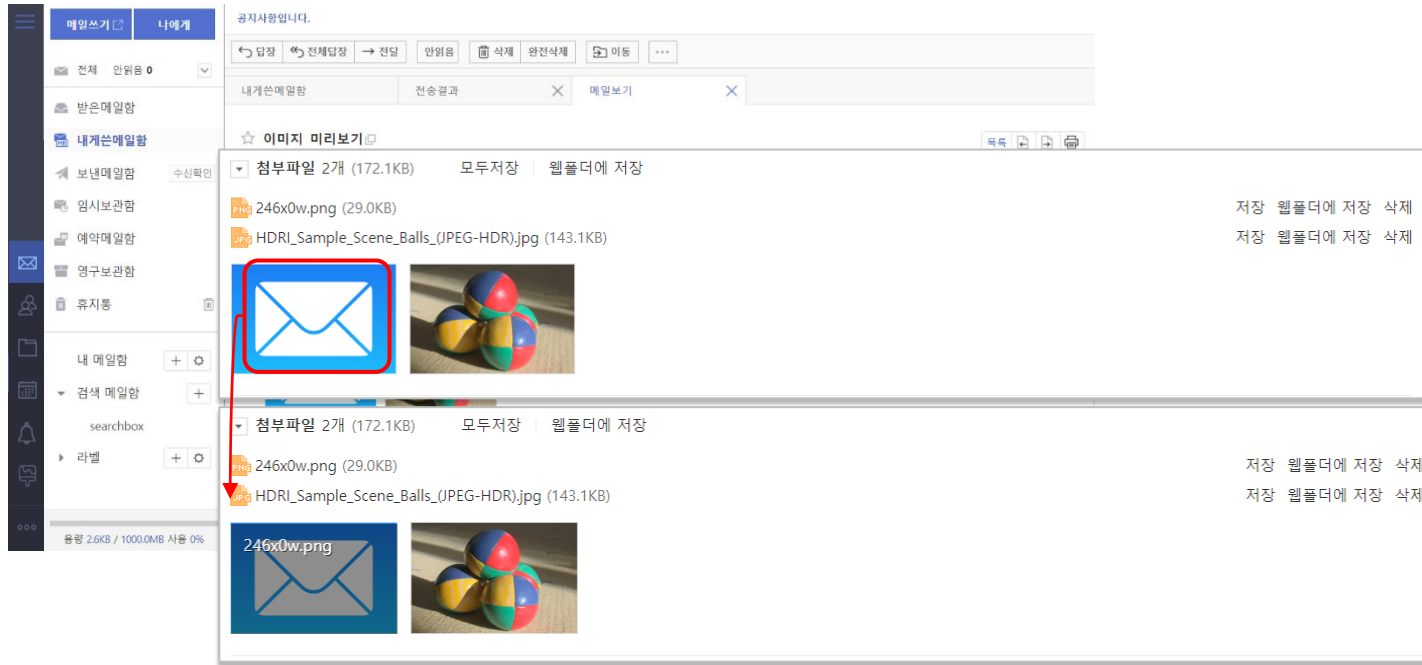 메일쓰기 나에게
전체 안읽음 0
받은메일함
내게쓴메일함
보낸메일함 수신확인
임시보관함
예약메일함
영구보관함
휴지통
내 메일함
검색 메일함
searchbox
라벨
용량 2.6KB / 1000.0MB 사용 0%
공지사항입니다.
답장 전체답장 전달 안읽음 삭제 완전삭제 이동
내게쓴메일함 전송결과 메일보기
이미지 미리보기 목록
첨부파일 2개 (172.1KB) 모두저장 웹폴더에 저장
PNG 246x0w.png (29.0KB) 저장 웹폴더에 저장 삭제
JPG HDRI_Sample_Scene_Balls_(JPEG-HDR).jpg (143.1KB) 저장 웹폴더에 저장 삭제
첨부파일 2개 (172.1KB) 모두저장 웹폴더에 저장
PNG 246x0w.png (29.0KB) 저장 웹폴더에 저장 삭제
JPG HDRI_Sample_Scene_Balls_(JPEG-HDR).jpg (143.1KB) 저장 웹폴더에 저장 삭제
246x0w.png